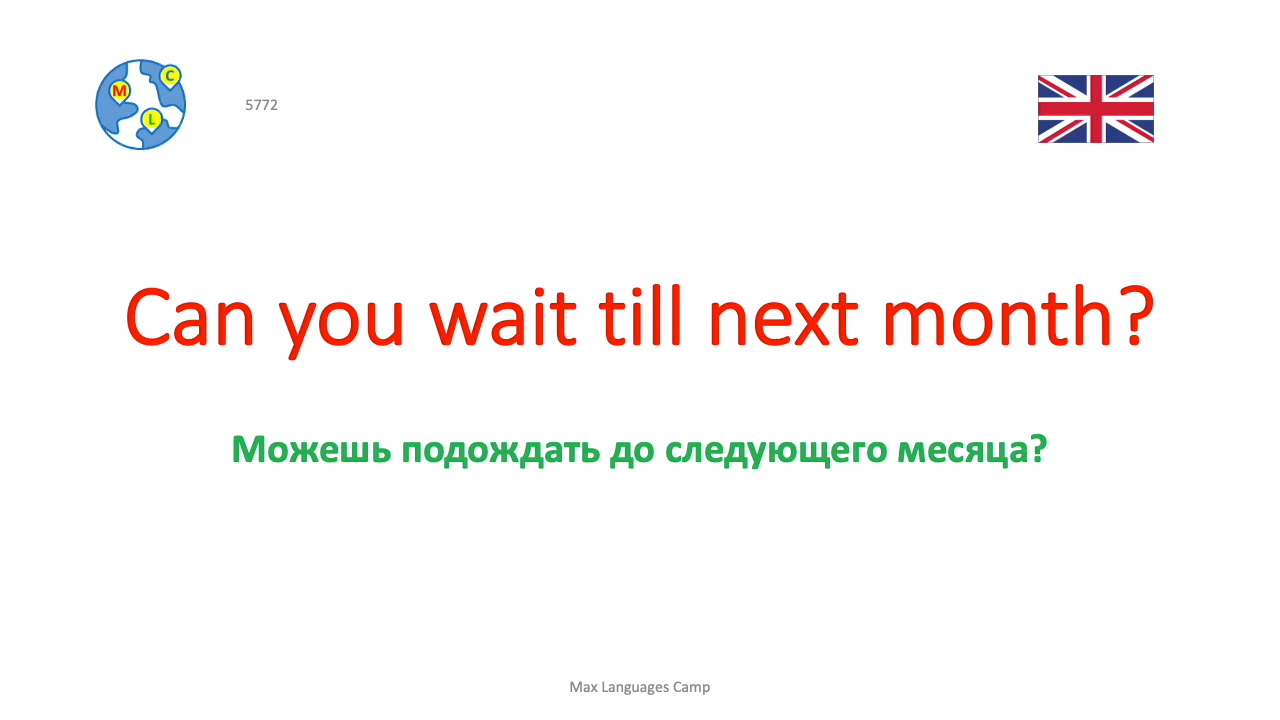 C
M
L
5772
Can you wait till next month?
Можешь подождать до следующего месяца?
Max Languages Camp